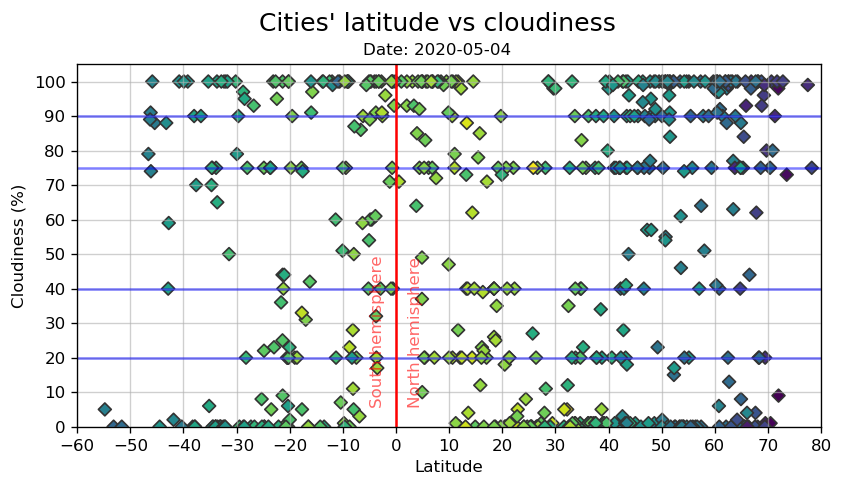 Cities' latitude vs cloudiness
Date: 2020-05-04
Cloudiness (%)
100
90
80
70
60
50
40
30
20
10
0
South hemisphere
North hemisphere
−60 −50 −40 −30 −20 −10 0 10 20 30 40 50 60 70 80
Latitude